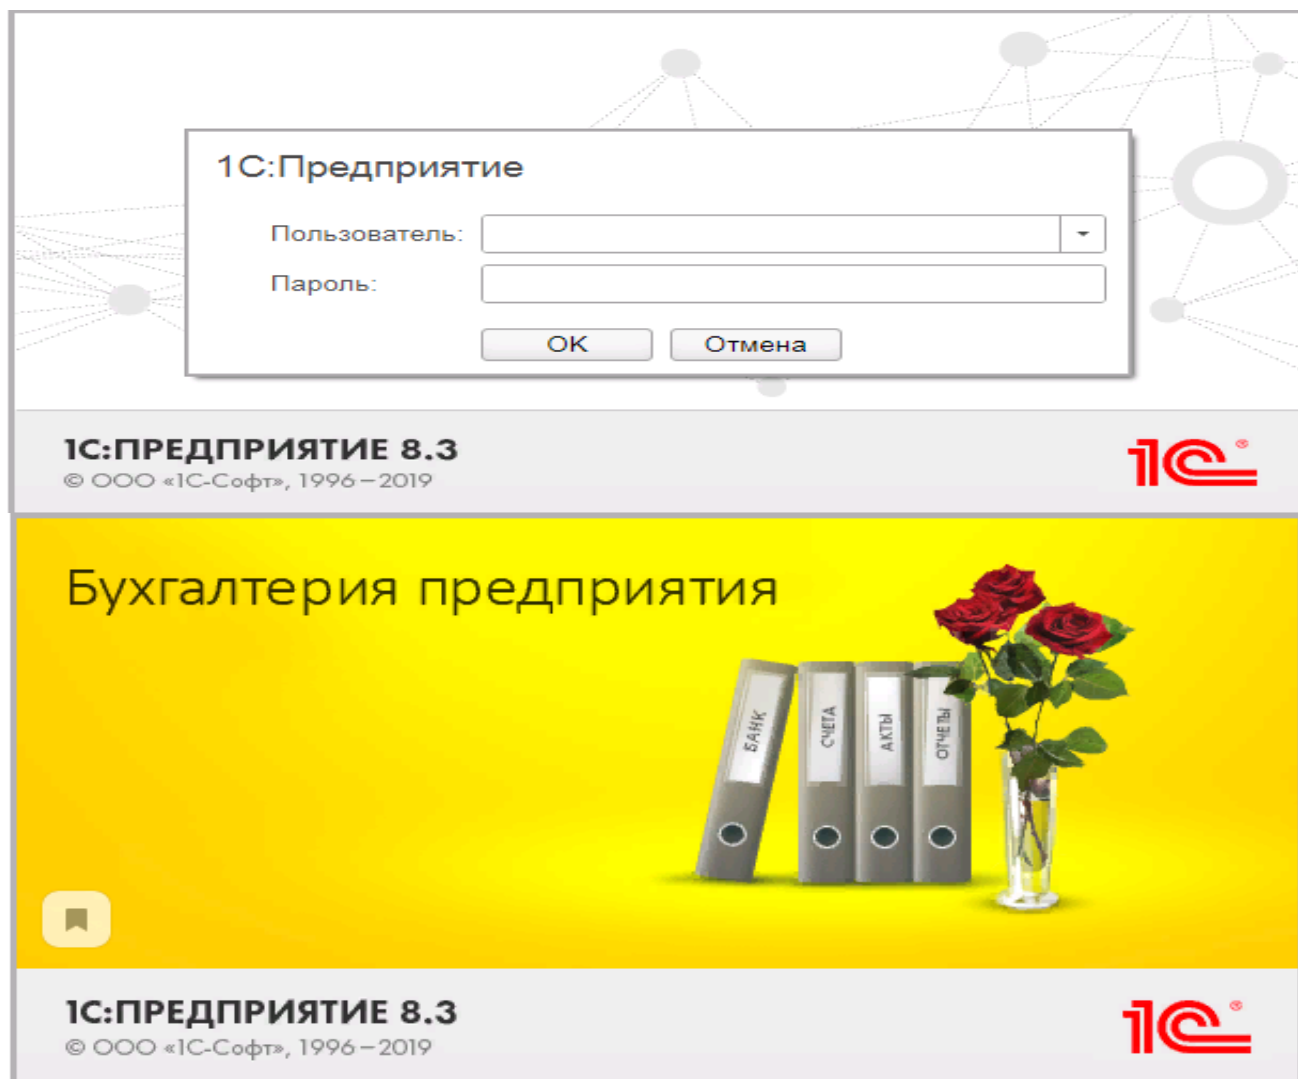 1С:Предприятие
Пользователь:
Пароль:
OK
Отмена
1С:ПРЕДПРИЯТИЕ 8.3
© ООО «1С-Софт», 1996–2019
1С®
Бухгалтерия предприятия
БАНК
СЧЕТА
АКТЫ
ОТЧЕТЫ
1С:ПРЕДПРИЯТИЕ 8.3
© ООО «1С-Софт», 1996–2019
1С®